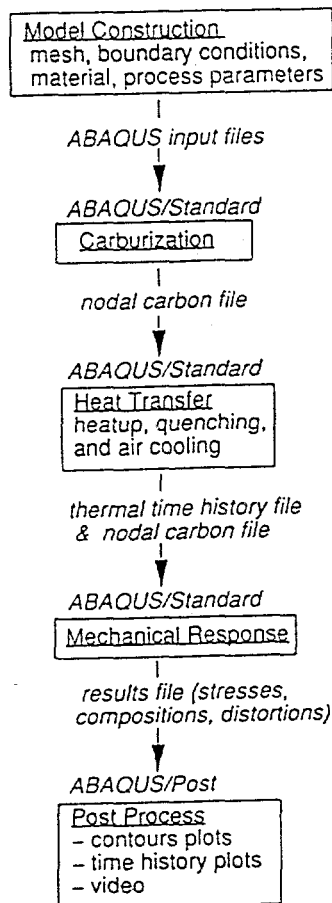 Model Construction
mesh, boundary conditions,
material, process parameters
ABAQUS input files
ABAQUS/Standard
Carburization
nodal carbon file
ABAQUS/Standard
Heat Transfer
heatup, quenching,
and air cooling
thermal time history file
& nodal carbon file
ABAQUS/Standard
Mechanical Response
results file (stresses,
compositions, distortions)
ABAQUS/Post
Post Process
– contours plots
– time history plots
– video